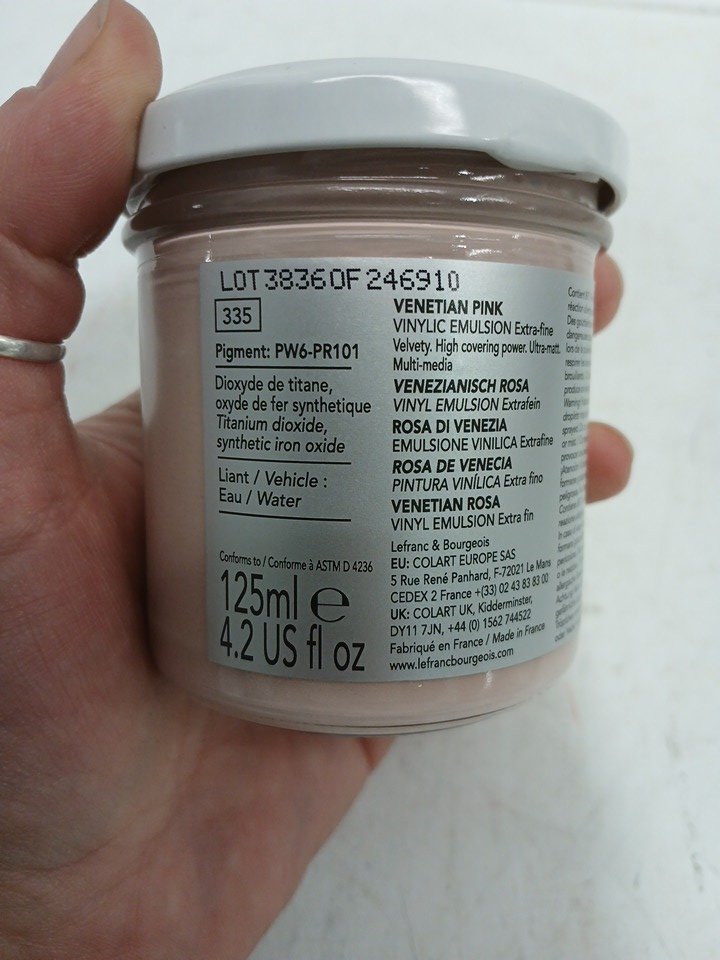 LOT38360F246910
335
Pigment: PW6-PR101
Dioxyde de titane,
oxyde de fer synthetique
Titanium dioxide,
synthetic iron oxide
Liant / Vehicle :
Eau / Water
Conforms to / Conforme à ASTM D 4236
125ml e
4.2 US fl oz
VENETIAN PINK
VINYLIC EMULSION Extra-fine
Velvety. High covering power. Ultra-matt.
Multi-media
VENEZIANISCH ROSA
VINYL EMULSION Extrafein
ROSA DI VENEZIA
EMULSIONE VINILICA Extrafine
ROSA DE VENECIA
PINTURA VINÍLICA Extra fino
VENETIAN ROSA
VINYL EMULSION Extra fin
Lefranc & Bourgeois
EU: COLART EUROPE SAS
5 Rue René Panhard, F-72021 Le Mans
CEDEX 2 France +(33) 02 43 83 83 00
UK: COLART UK, Kidderminster,
DY11 7JN, +44 (0) 1562 744522
Fabriqué en France / Made in France
www.lefrancbourgeois.com